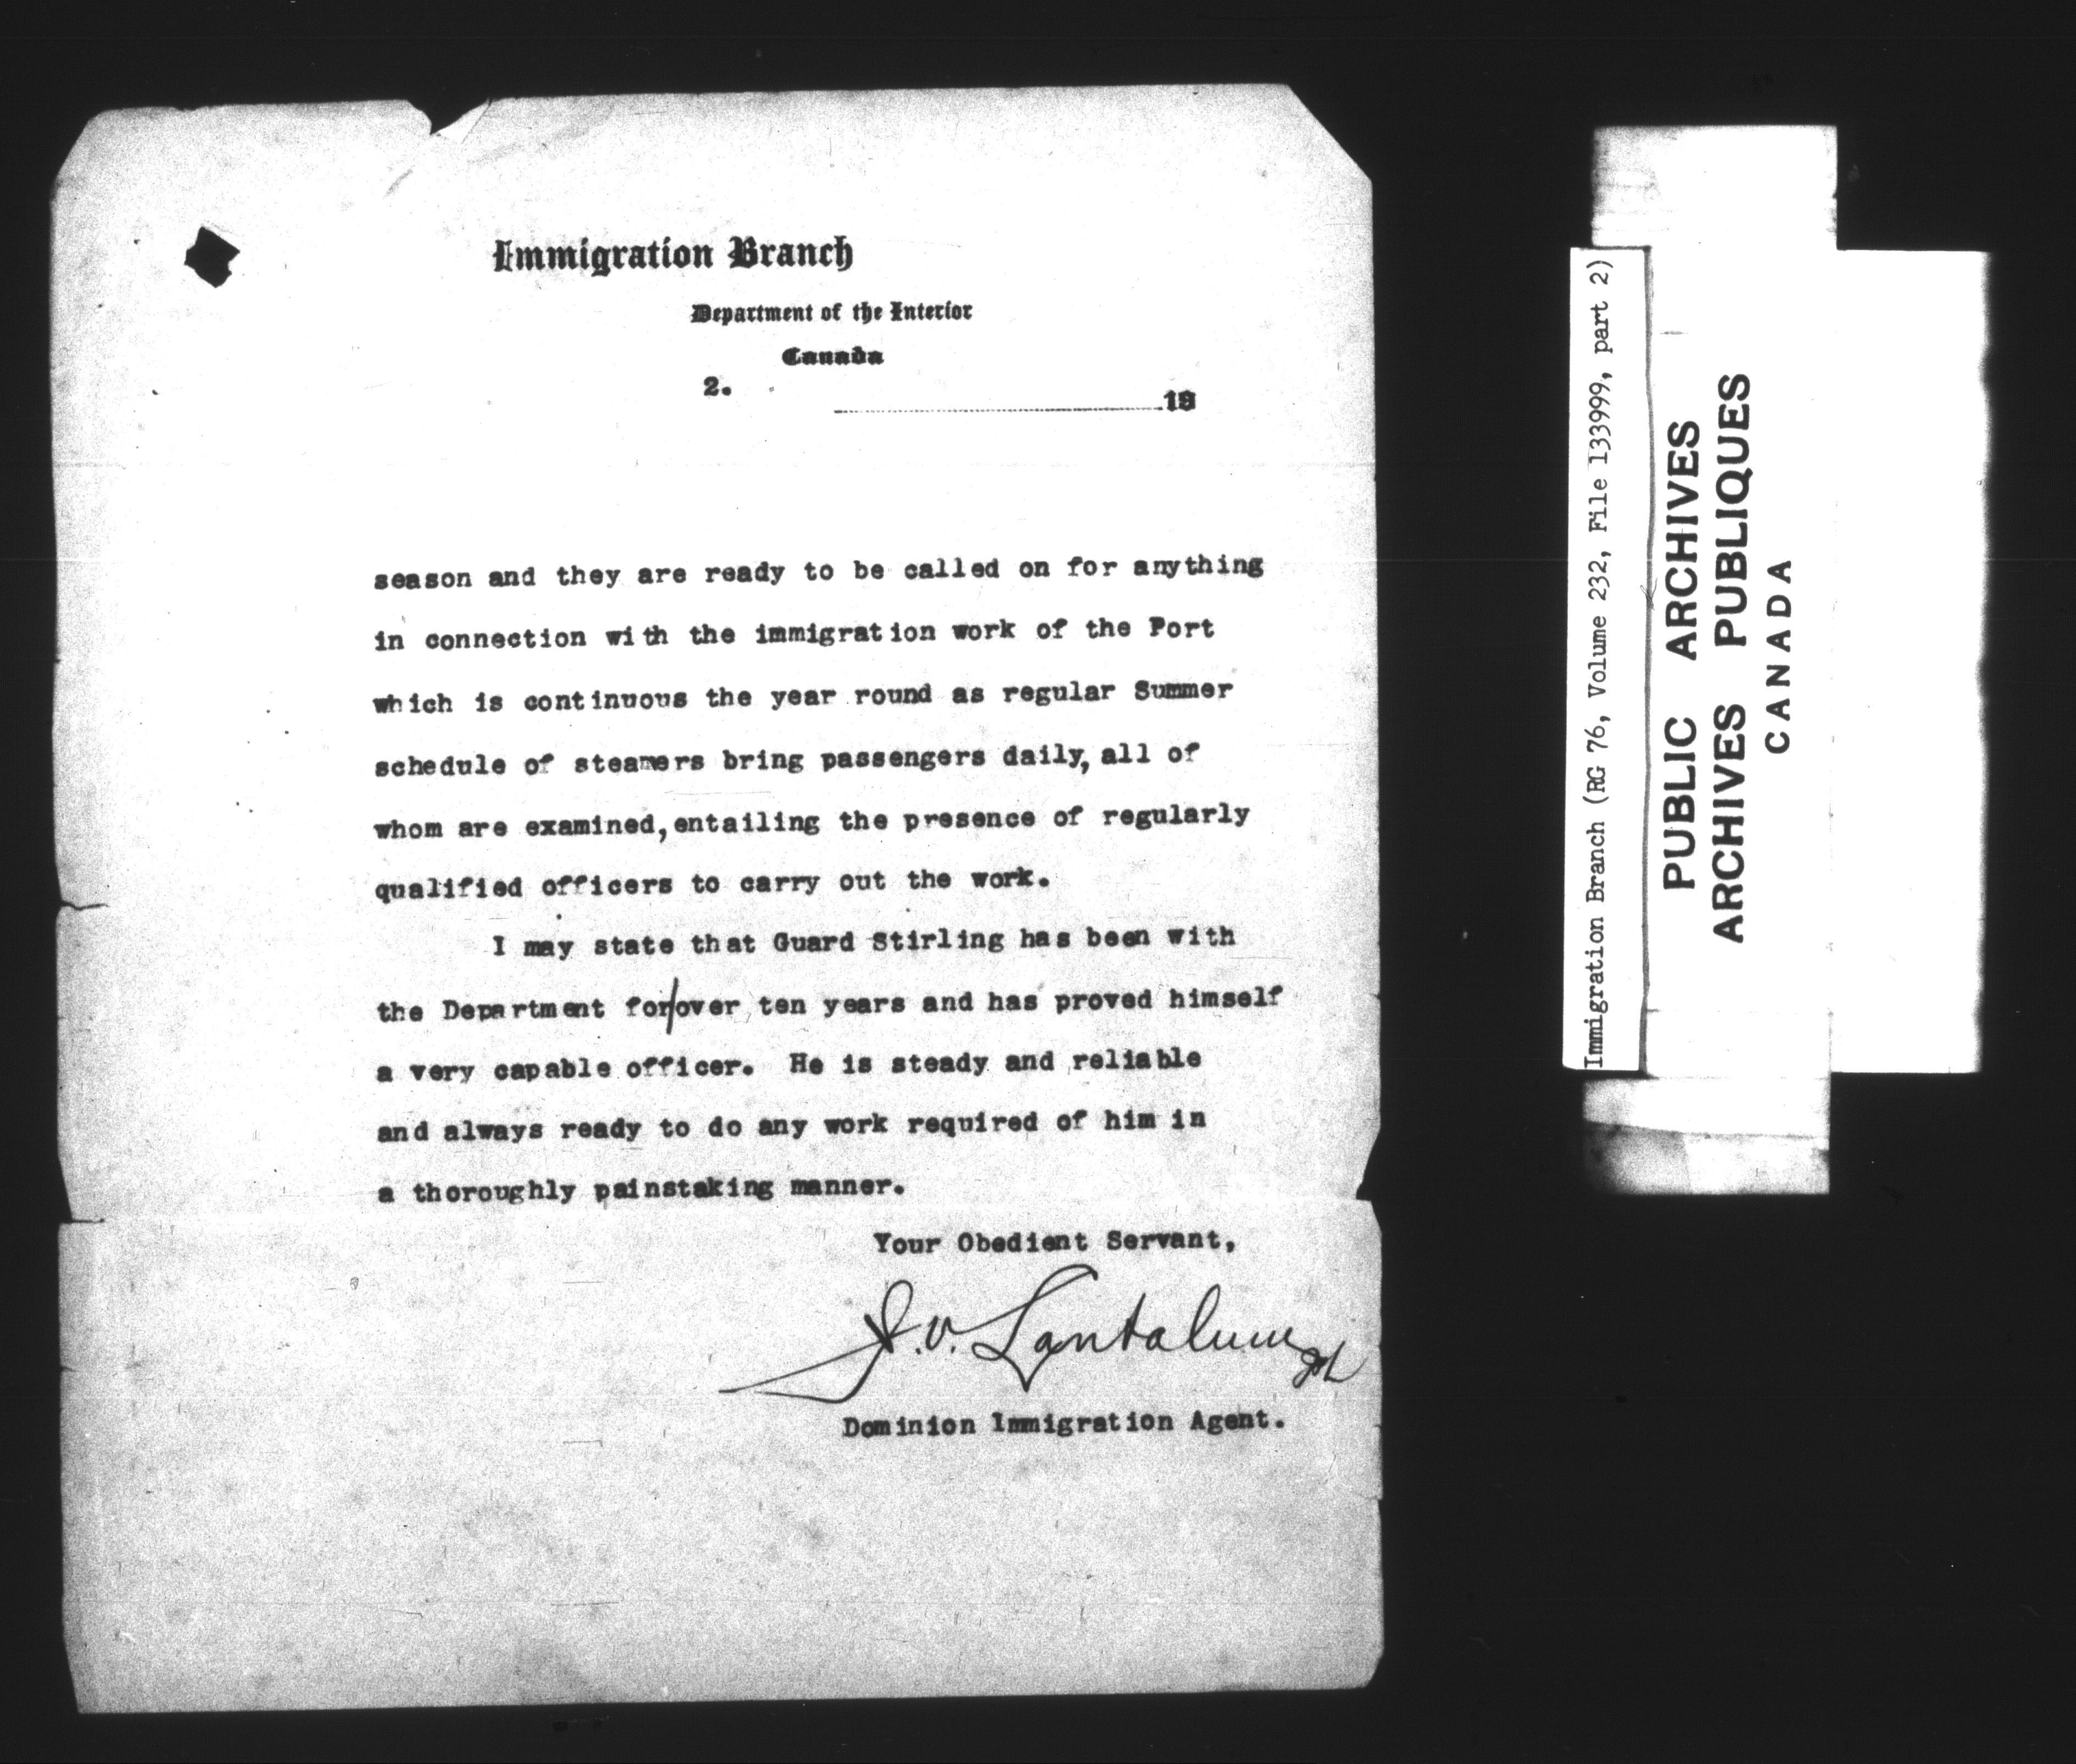 Immigration Branch
Department of the Interior
Canada
2.
19
season and they are ready to be called on for anything
in connection with the immigration work of the Port
which is continuous the year round as regular Summer
schedule of steamers bring passengers daily, all of
whom are examined,entailing the presence of regularly
qualified officers to carry out the work.
I may state that Guard Stirling has been with
the Department for/over ten years and has proved himself
a very capable officer. He is steady and reliable
and always ready to do any work required of him in
a thoroughly painstaking manner.
Your Obedient Servant,
J.V. Lantalum
Dominion Immigration Agent.
Immigration Branch (RG 76, Volume 232, File 133999, part 2)
PUBLIC ARCHIVES
ARCHIVES PUBLIQUES
CANADA